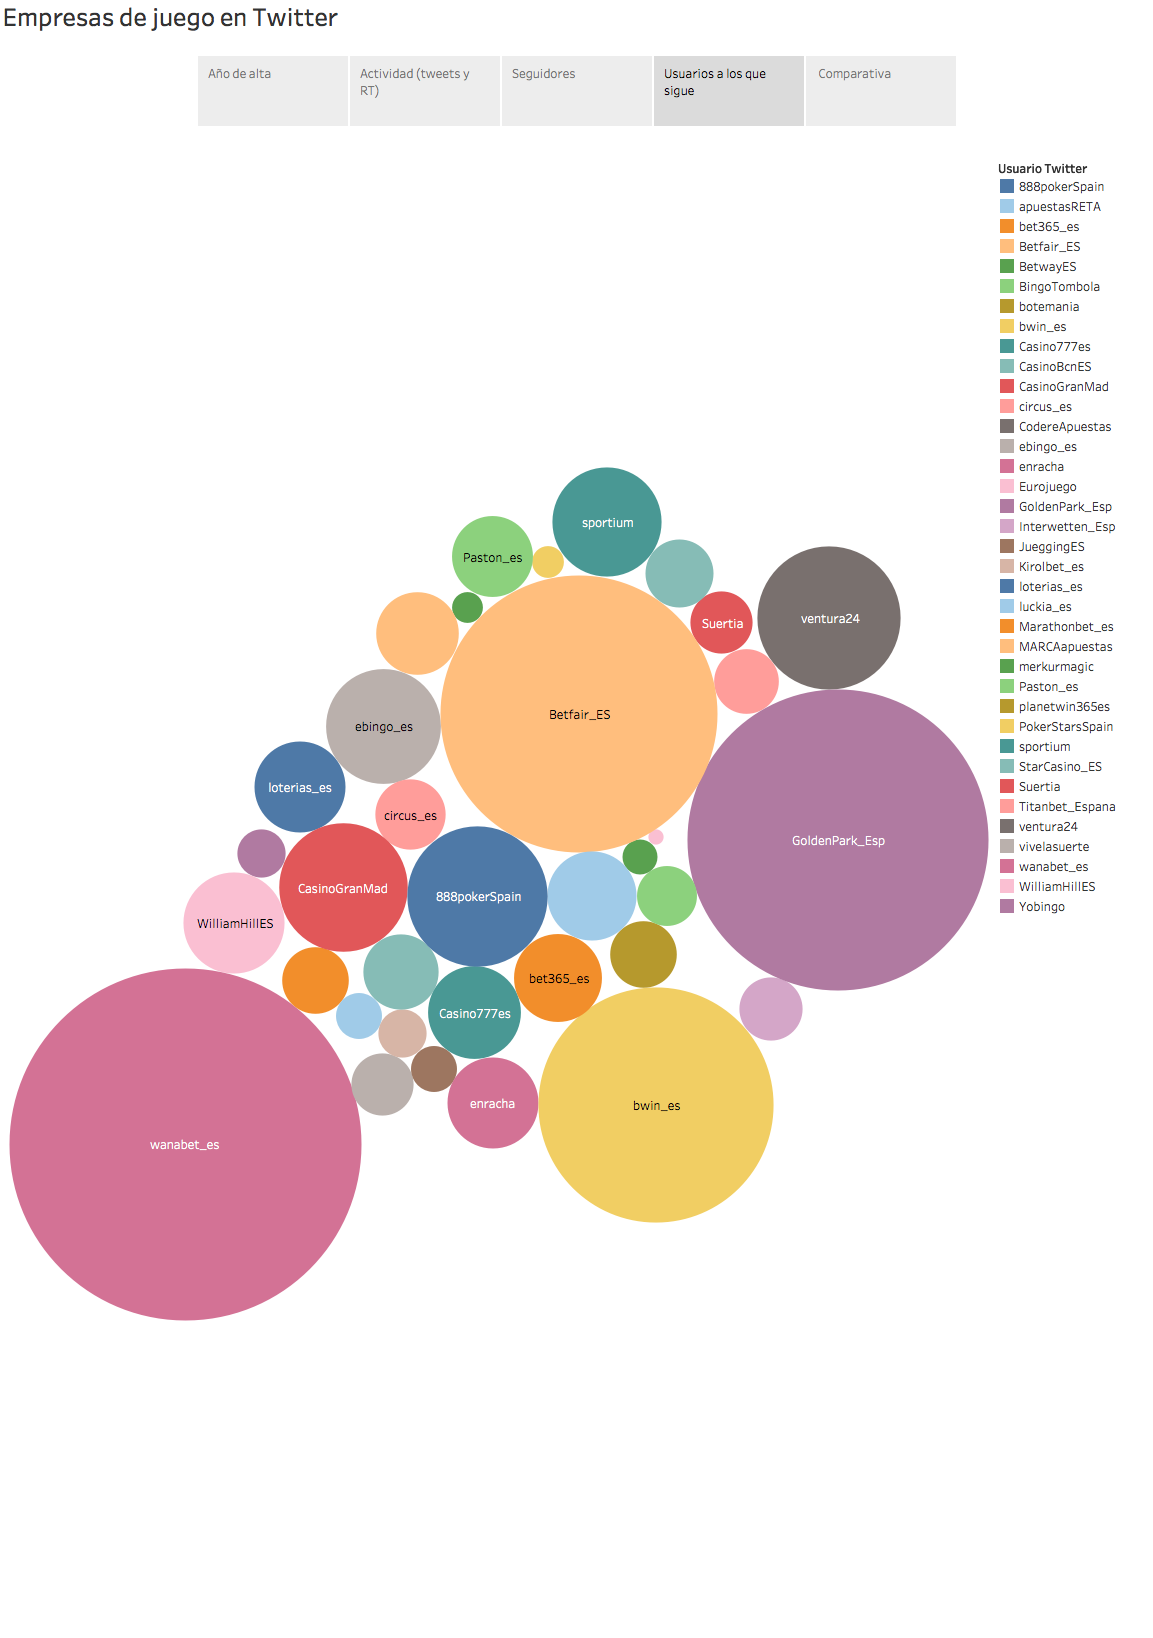 Empresas de juego en Twitter
Año de alta
Actividad (tweets y
RT)
Seguidores
Usuarios a los que
sigue
Comparativa
Usuario Twitter
888pokerSpain
apuestasRETA
bet365_es
Betfair_ES
BetwayES
BingoTombola
botemania
bwin_es
Casino777es
CasinoBcnES
CasinoGranMad
circus_es
CodereApuestas
ebingo_es
enracha
Eurojuego
GoldenPark_Esp
Interwetten_Esp
JueggingES
Kirolbet_es
loterias_es
luckia_es
Marathonbet_es
MARCAapuestas
merkurmagic
Paston_es
planetwin365es
PokerStarsSpain
sportium
StarCasino_ES
Suertia
Titanbet_Espana
ventura24
vivelasuerte
wanabet_es
WilliamHillES
Yobingo
sportium
Paston_es
ventura24
Suertia
Betfair_ES
ebingo_es
loterias_es
circus_es
GoldenPark_Esp
CasinoGranMad
888pokerSpain
WilliamHillES
bet365_es
Casino777es
enracha
bwin_es
wanabet_es